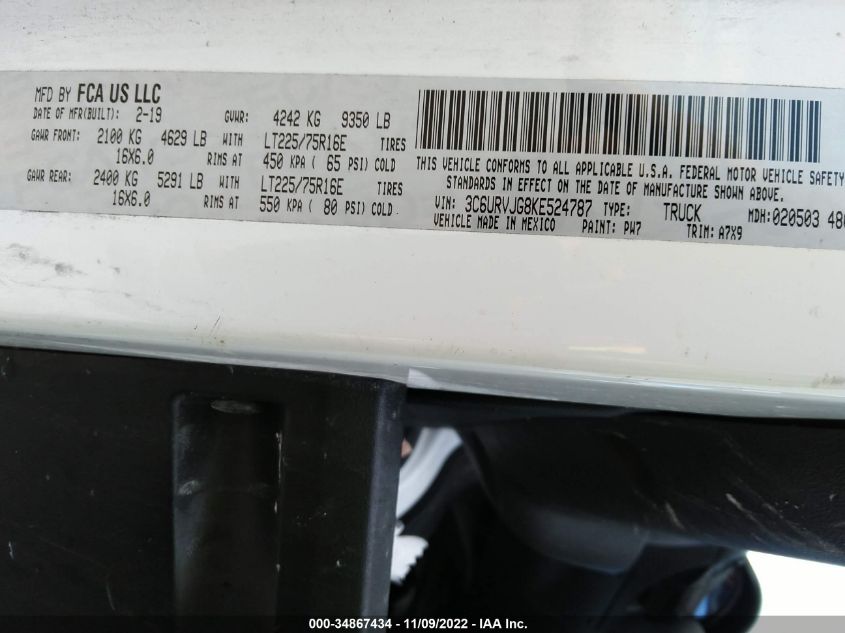 MFD BY FCA US LLC
DATE OF MFR(BUILT): 2-19 GVWR: 4242 KG 9350 LB
GAWR FRONT: 2100 KG 4629 LB WITH LT225/75R16E TIRES
16X6.0 RIMS AT 450 KPA ( 65 PSI) COLD
GAWR REAR: 2400 KG 5291 LB WITH LT225/75R16E TIRES
16X6.0 RIMS AT 550 KPA ( 80 PSI) COLD
THIS VEHICLE CONFORMS TO ALL APPLICABLE U.S.A. FEDERAL MOTOR VEHICLE SAFETY
STANDARDS IN EFFECT ON THE DATE OF MANUFACTURE SHOWN ABOVE.
VIN: 3C6URVJG8KE524787 TYPE: TRUCK MDH:020503
VEHICLE MADE IN MEXICO PAINT: PW7 TRIM: A7X9
000-34867434 - 11/09/2022 - IAA Inc.